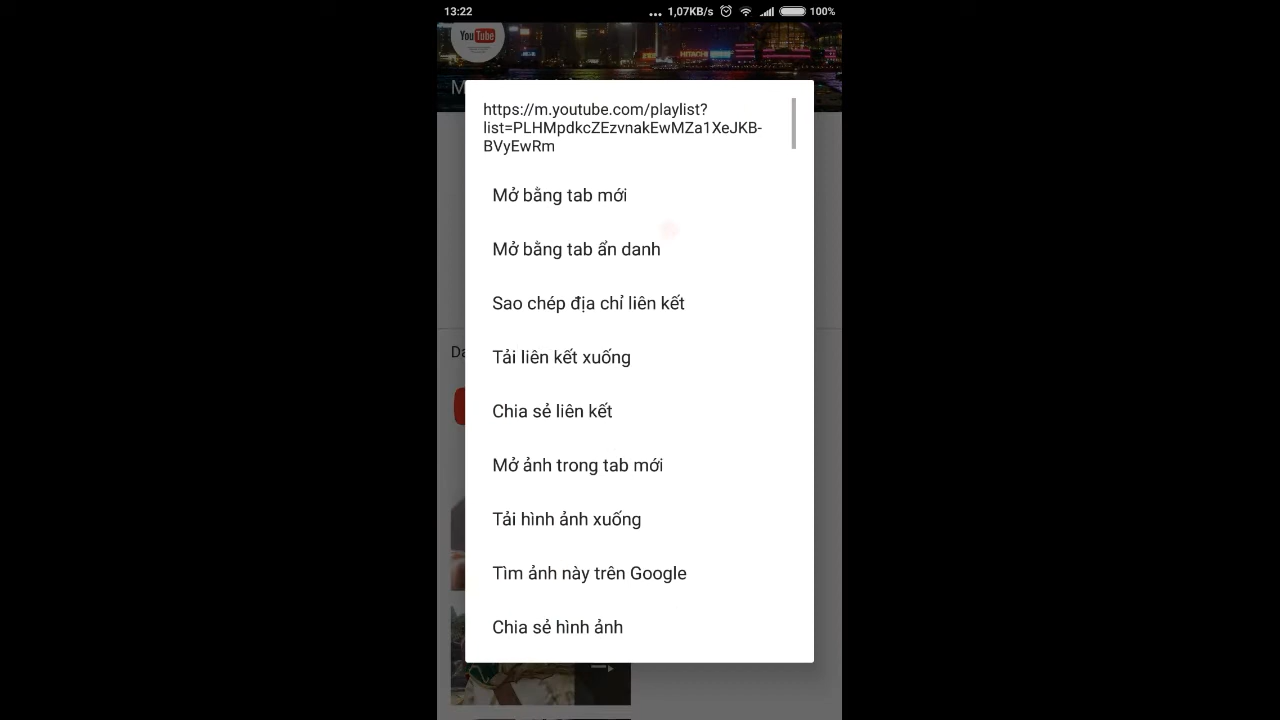 13:22
... 1,07KB/s
100%
YouTube
HITACHI
M
https://m.youtube.com/playlist?
list=PLHMpdkcZEzvnakEwMZa1XeJKB-
BVyEwRm
Mở bằng tab mới
Mở bằng tab ẩn danh
Sao chép địa chỉ liên kết
Da
Tải liên kết xuống
Chia sẻ liên kết
Mở ảnh trong tab mới
Tải hình ảnh xuống
Tìm ảnh này trên Google
Chia sẻ hình ảnh